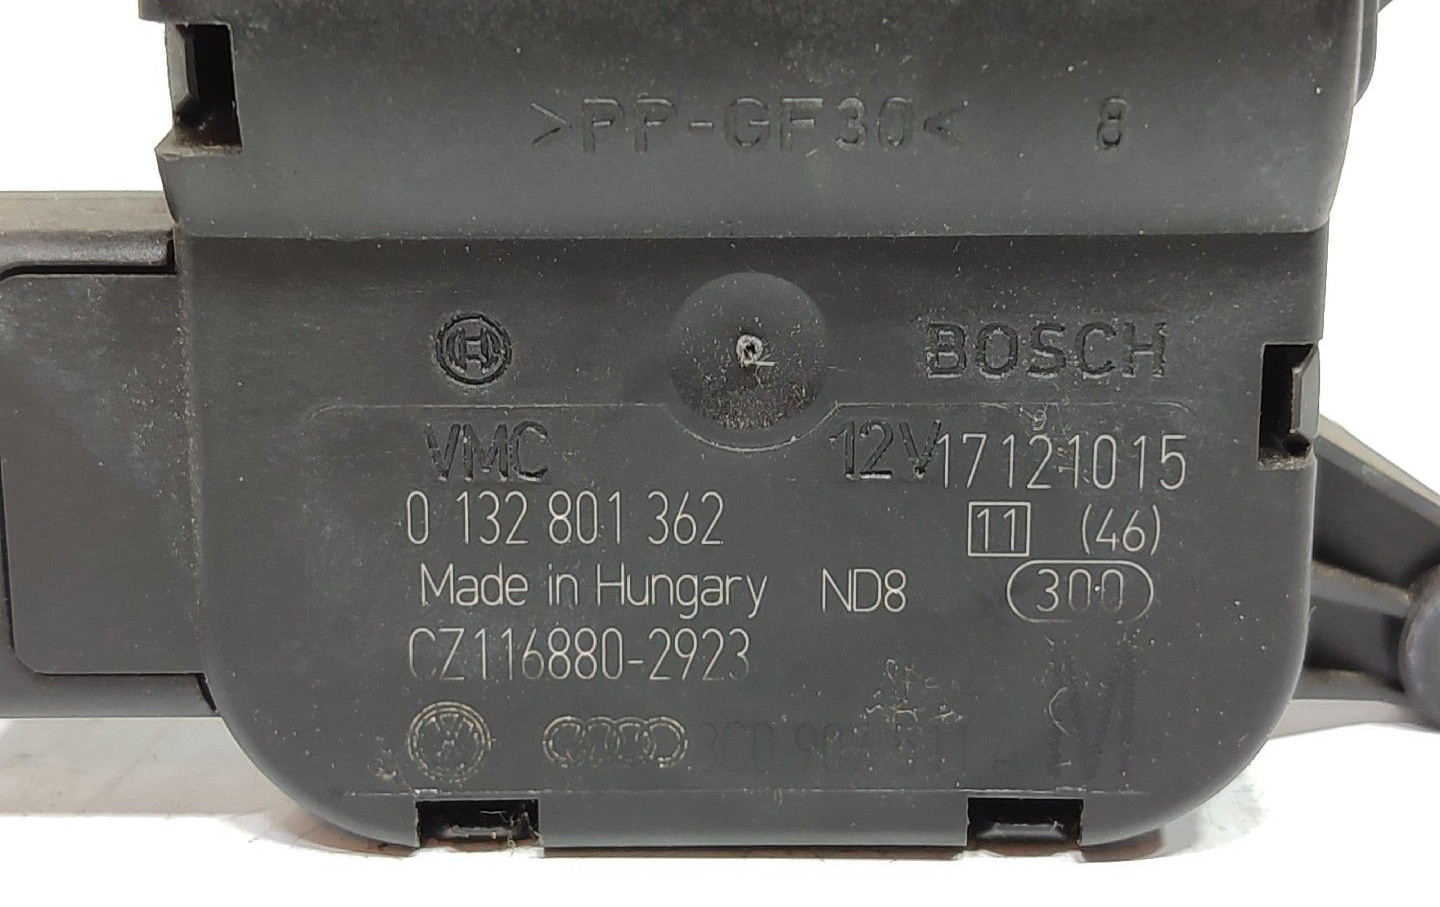 >PP-GF30< 8
BOSCH
VMC 12V 17121015
0 132 801 362 11 (46)
Made in Hungary ND8 300
CZ116880-2923